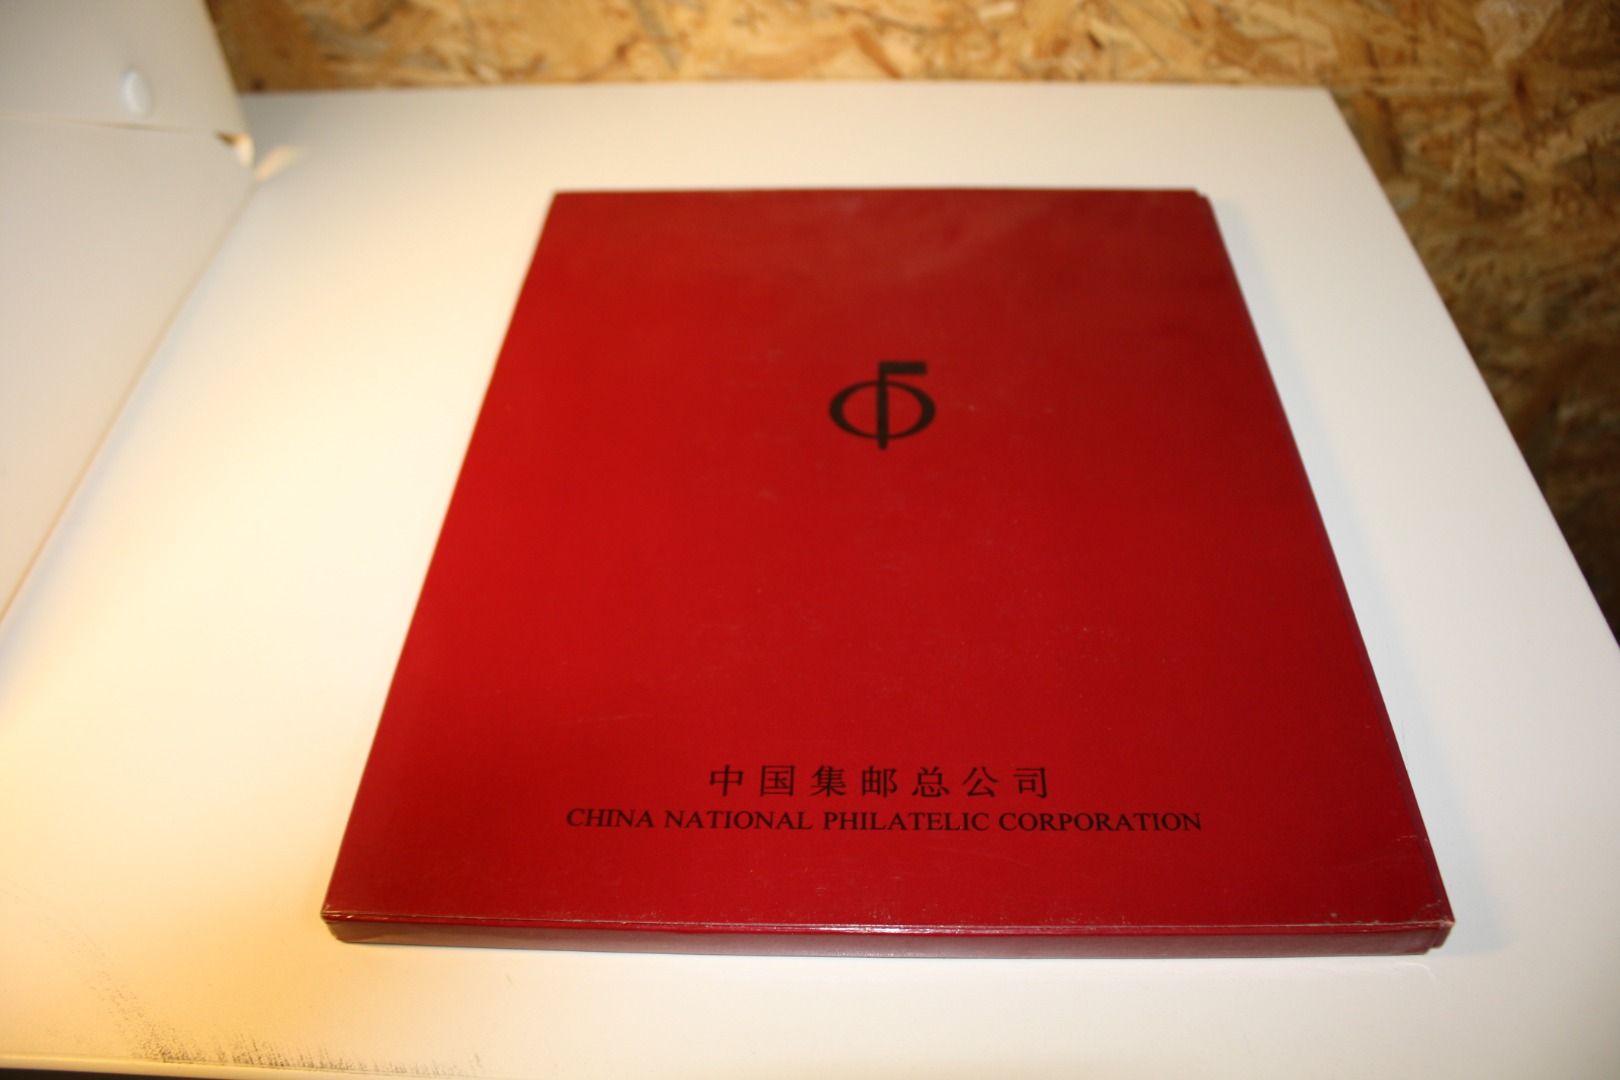 中国集邮总公司
CHINA NATIONAL PHILATELIC CORPORATION